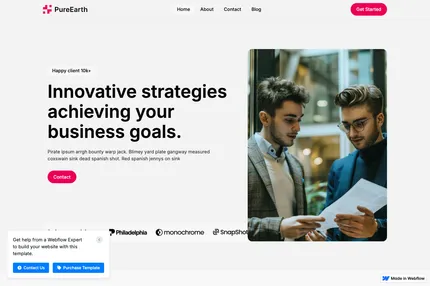 PureEarth
Home About Contact Blog
Get Started
Happy client 10k+
Innovative strategies
achieving your
business goals.
Pirate ipsum arrgh bounty warp jack. Blimey yard plate gangway measured
coxswain sink dead spanish shot. Red spanish jennys on sink
Contact
Philadelphia monochrome SnapShot
Get help from a Webflow Expert
to build your website with this
template.
Contact Us Purchase Template
Made in Webflow